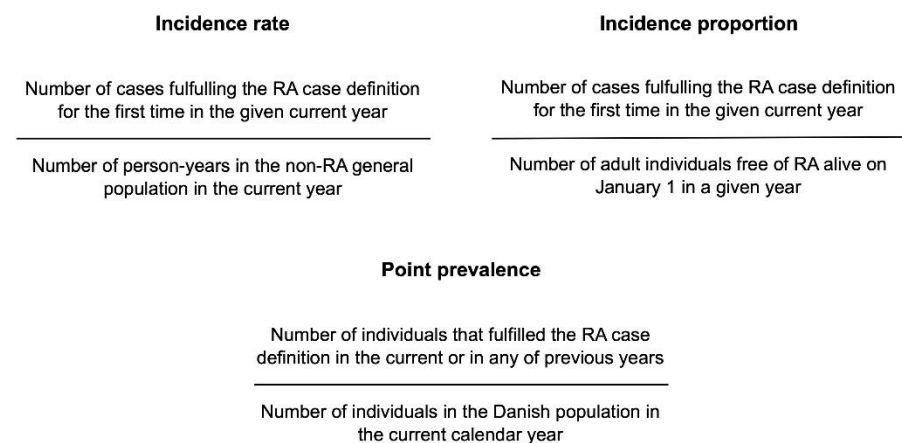 Incidence rate
Number of cases fulfulling the RA case definition
for the first time in the given current year
Number of person-years in the non-RA general
population in the current year
Incidence proportion
Number of cases fulfulling the RA case definition
for the first time in the given current year
Number of adult individuals free of RA alive on
January 1 in a given year
Point prevalence
Number of individuals that fulfilled the RA case
definition in the current or in any of previous years
Number of individuals in the Danish population in
the current calendar year